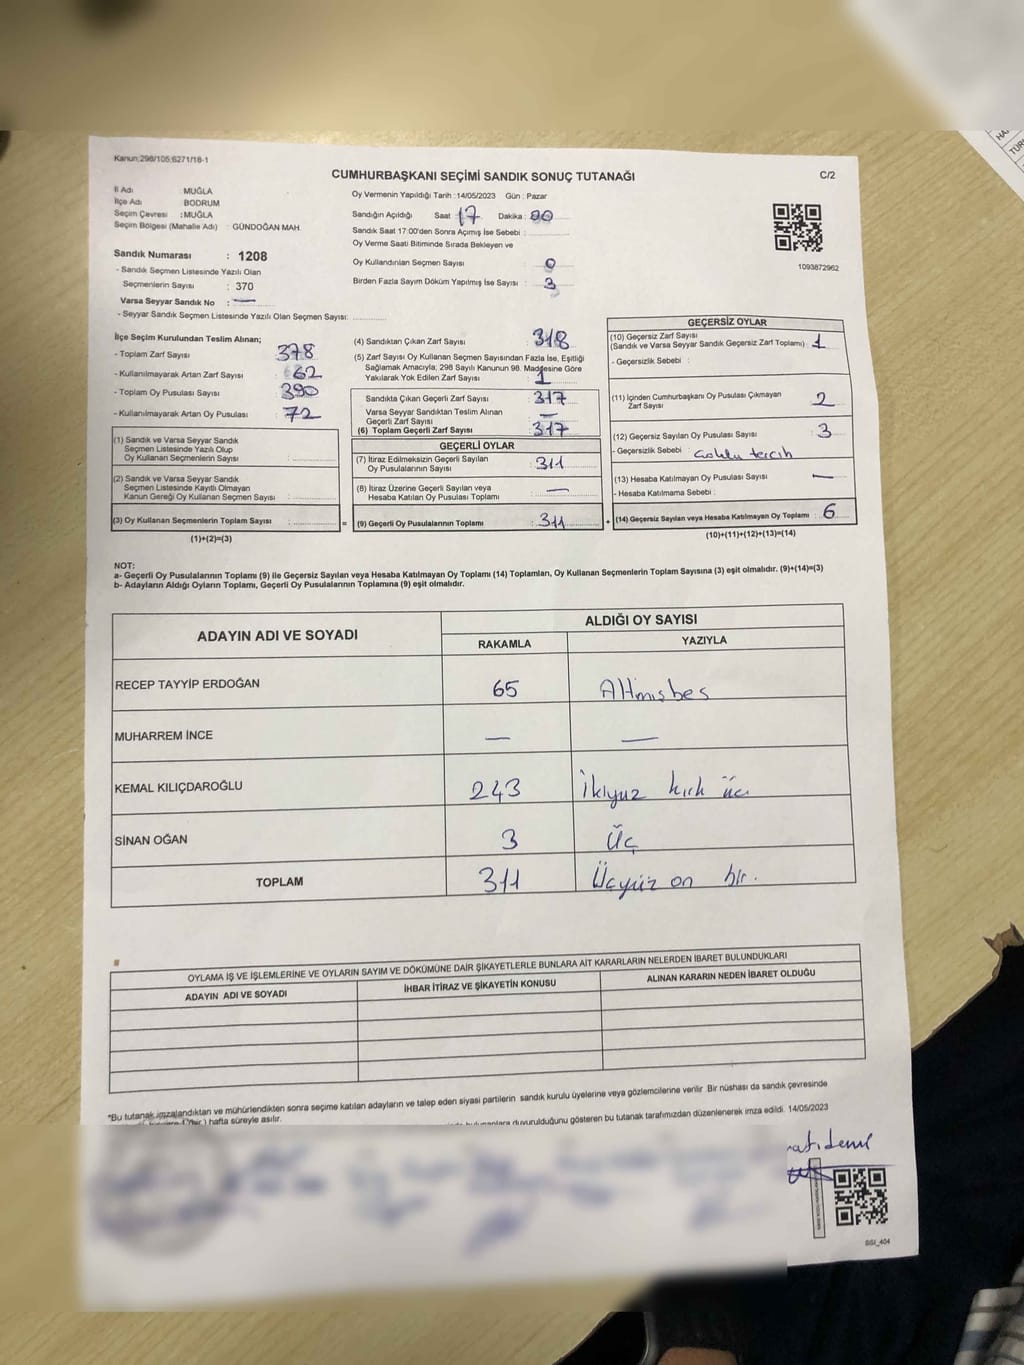 Kanun;298/105;6271/18-1
CUMHURBAŞKANI SEÇİMİ SANDIK SONUÇ TUTANAĞI
C/2
İl Adı : MUĞLA
İlçe Adı : BODRUM
Seçim Çevresi : MUĞLA
Seçim Bölgesi (Mahalle Adı) : GÜNDOĞAN MAH.
Sandık Numarası : 1208
- Sandık Seçmen Listesinde Yazılı Olan
Seçmenlerin Sayısı : 370
Varsa Seyyar Sandık No : —
- Seyyar Sandık Seçmen Listesinde Yazılı Olan Seçmen Sayısı:
Oy Vermenin Yapıldığı Tarih :14/05/2023 Gün : Pazar
Sandığın Açıldığı Saat 17 Dakika : 00
Sandık Saat 17:00'den Sonra Açımış İse Sebebi :
Oy Verme Saati Bitiminde Sırada Bekleyen ve
Oy Kullandırılan Seçmen Sayısı : 0
Birden Fazla Sayım Döküm Yapılmış İse Sayısı : 3
1093872962
İlçe Seçim Kurulundan Teslim Alınan;
- Toplam Zarf Sayısı : 378
- Kullanılmayarak Artan Zarf Sayısı : 62
- Toplam Oy Pusulası Sayısı : 390
- Kullanılmayarak Artan Oy Pusulası : 72
(1) Sandık ve Varsa Seyyar Sandık
Seçmen Listesinde Yazılı Olup
Oy Kullanan Seçmenlerin Sayısı :
(2) Sandık ve Varsa Seyyar Sandık
Seçmen Listesinde Kayıtlı Olmayan
Kanun Gereği Oy Kullanan Seçmen Sayısı :
(3) Oy Kullanan Seçmenlerin Toplam Sayısı : =
(1)+(2)=(3)
(4) Sandıktan Çıkan Zarf Sayısı : 318
(5) Zarf Sayısı Oy Kullanan Seçmen Sayısından Fazla İse, Eşitliği
Sağlamak Amacıyla, 298 Sayılı Kanunun 98. Maddesine Göre
Yakılarak Yok Edilen Zarf Sayısı : 1
Sandıkta Çıkan Geçerli Zarf Sayısı : 317
Varsa Seyyar Sandıktan Teslim Alınan
Geçerli Zarf Sayısı : —
(6) Toplam Geçerli Zarf Sayısı : 317
GEÇERLİ OYLAR
(7) İtiraz Edilmeksizin Geçerli Sayılan
Oy Pusulalarının Sayısı : 311
(8) İtiraz Üzerine Geçerli Sayılan veya
Hesaba Katılan Oy Pusulası Toplamı : —
(9) Geçerli Oy Pusulalarının Toplamı : 311 +
GEÇERSİZ OYLAR
(10) Geçersiz Zarf Sayısı
(Sandık ve Varsa Seyyar Sandık Geçersiz Zarf Toplamı) : 1
- Geçersizlik Sebebi :
(11) İçinden Cumhurbaşkanı Oy Pusulası Çıkmayan
Zarf Sayısı : 2
(12) Geçersiz Sayılan Oy Pusulası Sayısı : 3
- Geçersizlik Sebebi : Çoklu tercih
(13) Hesaba Katılmayan Oy Pusulası Sayısı : —
- Hesaba Katılmama Sebebi :
(14) Geçersiz Sayılan veya Hesaba Katılmayan Oy Toplamı : 6
(10)+(11)+(12)+(13)=(14)
NOT:
a- Geçerli Oy Pusulalarının Toplamı (9) ile Geçersiz Sayılan veya Hesaba Katılmayan Oy Toplamı (14) Toplamları, Oy Kullanan Seçmenlerin Toplam Sayısına (3) eşit olmalıdır. (9)+(14)=(3)
b- Adayların Aldığı Oyların Toplamı, Geçerli Oy Pusulalarının Toplamına (9) eşit olmalıdır.
ADAYIN ADI VE SOYADI
ALDIĞI OY SAYISI
RAKAMLA YAZIYLA
RECEP TAYYİP ERDOĞAN 65 Altmışbeş
MUHARREM İNCE — —
KEMAL KILIÇDAROĞLU 243 İkiyüz kırk üç
SİNAN OĞAN 3 Üç
TOPLAM 311 Üçyüz on bir.
OYLAMA İŞ VE İŞLEMLERİNE VE OYLARIN SAYIM VE DÖKÜMÜNE DAİR ŞİKAYETLERLE BUNLARA AİT KARARLARIN NELERDEN İBARET BULUNDUKLARI
ADAYIN ADI VE SOYADI İHBAR İTİRAZ VE ŞİKAYETİN KONUSU ALINAN KARARIN NEDEN İBARET OLDUĞU
*Bu tutanak imzalandıktan ve mühürlendikten sonra seçime katılan adayların ve talep eden siyasi partilerin sandık kurulu üyelerine veya gözlemcilerine verilir. Bir nüshası da sandık çevresinde
hafta süreyle asılır.
duyurulduğunu gösteren bu tutanak tarafımızdan düzenlenerek imza edildi. 14/05/2023
SSI_404